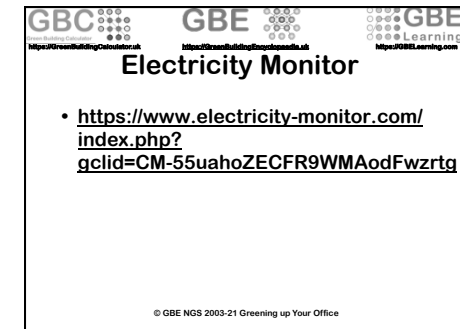 GBC
Green Building Calculator
https://GreenBuildingCalculator.uk
GBE
https://GreenBuildingEncyclopaedia.uk
GBE
Learning
https://GBELearning.com
Electricity Monitor
• https://www.electricity-monitor.com/
index.php?
gclid=CM-55uahoZECFR9WMAodFwzrtg
© GBE NGS 2003-21 Greening up Your Office